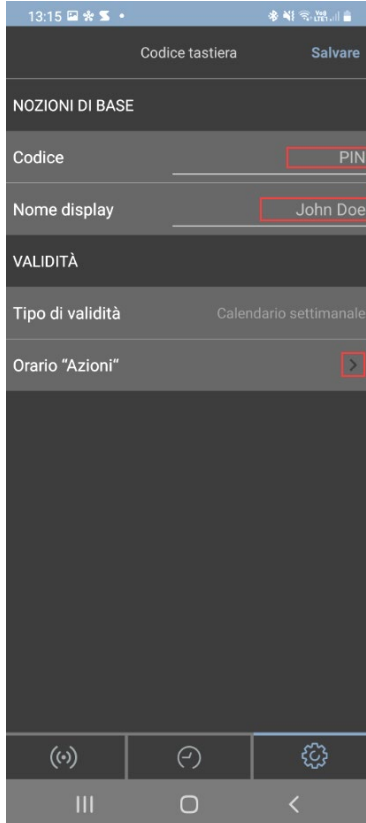 13:15
Codice tastiera Salvare
NOZIONI DI BASE
Codice PIN
Nome display John Doe
VALIDITÀ
Tipo di validità Calendario settimanale
Orario "Azioni“